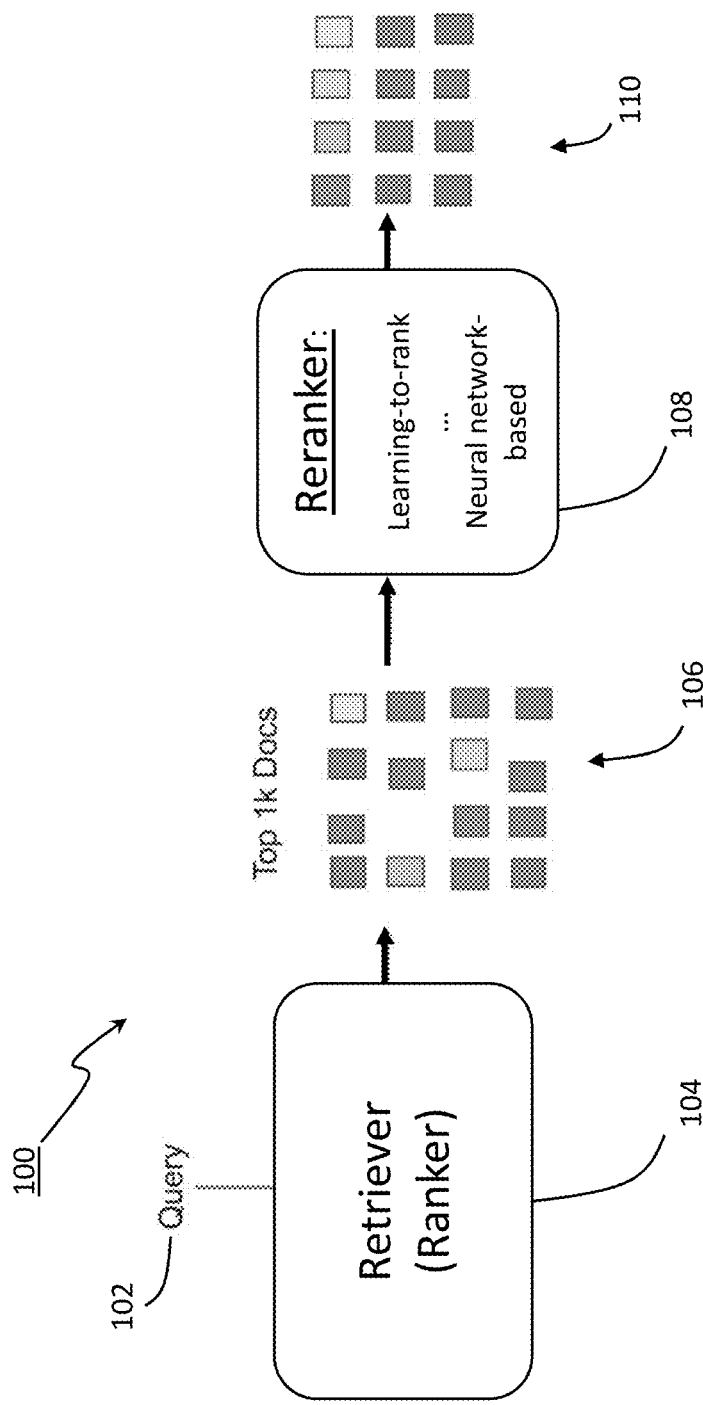 100
102
Query
Retriever
(Ranker)
104
Top 1k Docs
106
Reranker:
Learning-to-rank
...
Neural network-
based
108
110